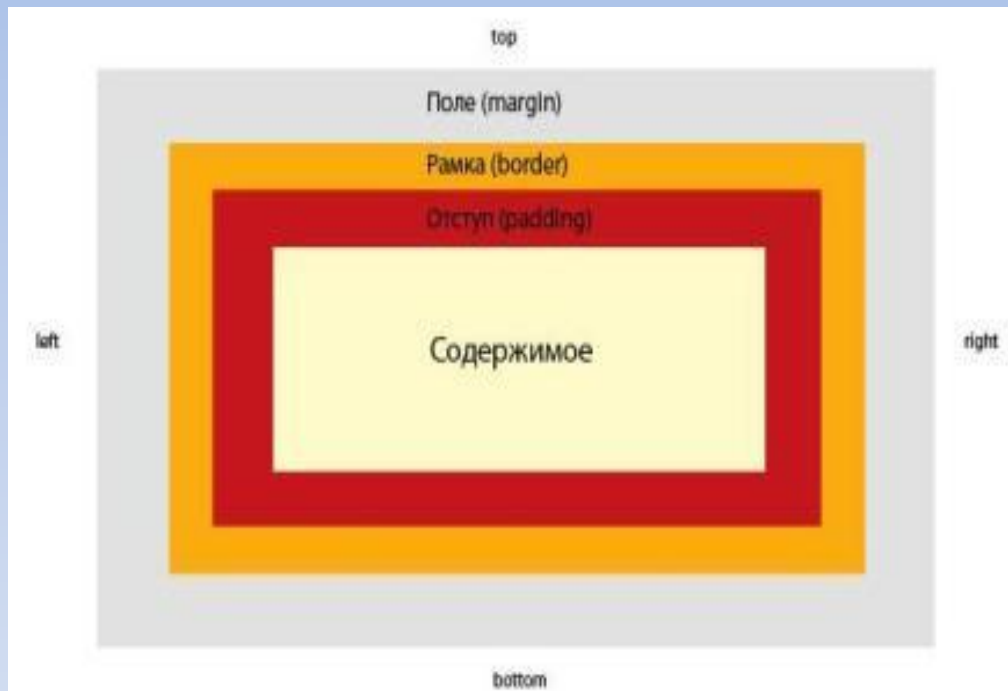 top
Поле (margin)
Рамка (border)
Отступ (padding)
Содержимое
left
right
bottom